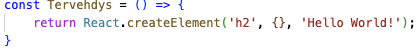 const Tervehdys = () => {
    return React.createElement('h2', {}, 'Hello World!');
}